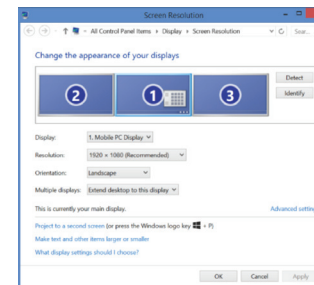 Screen Resolution
« All Control Panel Items › Display › Screen Resolution
Sear...
Change the appearance of your displays
2
1
3
Detect
Identify
Display:
1. Mobile PC Display
Resolution:
1920 × 1080 (Recommended)
Orientation:
Landscape
Multiple displays:
Extend desktop to this display
This is currently your main display.
Advanced settin
Project to a second screen (or press the Windows logo key + P)
Make text and other items larger or smaller
What display settings should I choose?
OK
Cancel
Apply